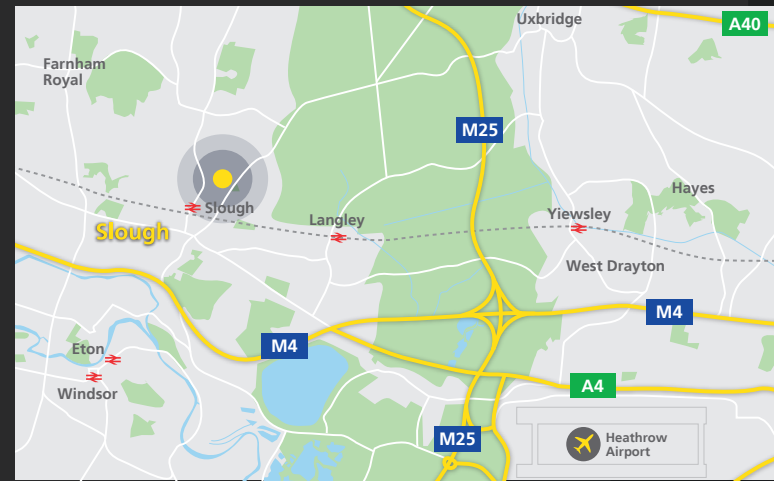 Uxbridge
A40
Farnham
Royal
M25
Hayes
Slough
Langley
Yiewsley
Slough
West Drayton
M4
M4
Eton
A4
Windsor
M25
Heathrow
Airport